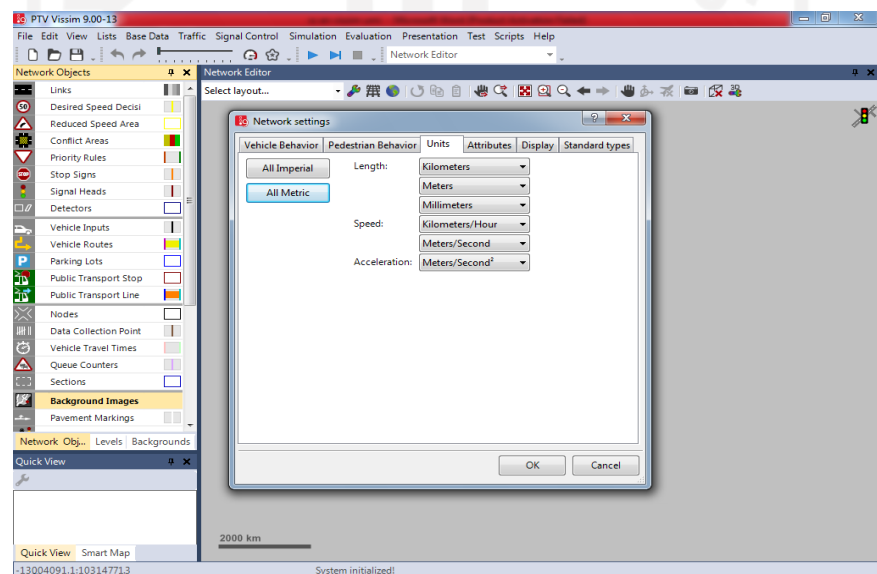 PTV Vissim 9.00-13
File Edit View Lists Base Data Traffic Signal Control Simulation Evaluation Presentation Test Scripts Help
Network Editor
Network Objects
Network Editor
Select layout...
Links
50 Desired Speed Decisi
Reduced Speed Area
Conflict Areas
Priority Rules
Stop Signs
Signal Heads
Detectors
Vehicle Inputs
Vehicle Routes
P Parking Lots
Public Transport Stop
Public Transport Line
Nodes
Data Collection Point
Vehicle Travel Times
Queue Counters
Sections
Background Images
Pavement Markings
Network Obj... Levels Backgrounds
Quick View
Quick View Smart Map
Network settings
Vehicle Behavior Pedestrian Behavior Units Attributes Display Standard types
All Imperial Length: Kilometers
All Metric Meters
Millimeters
Speed: Kilometers/Hour
Meters/Second
Acceleration: Meters/Second²
OK Cancel
2000 km
-13004091.1:10314771.3 System initialized!